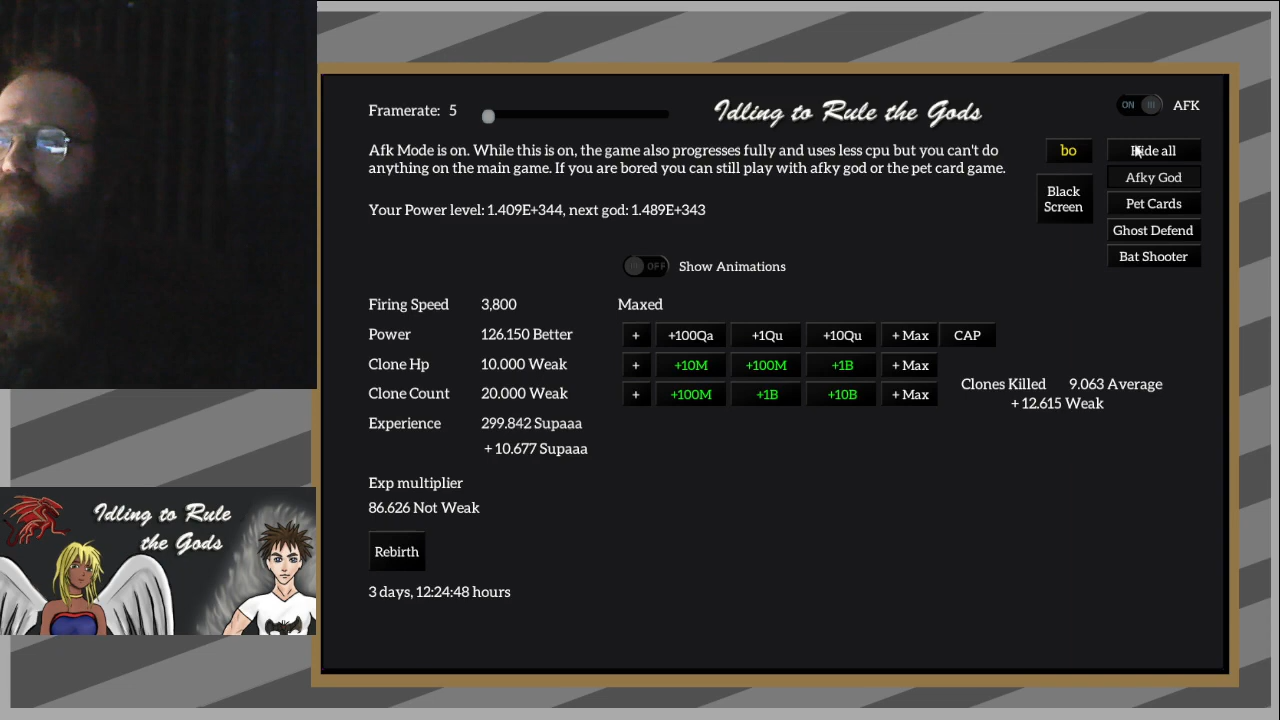 Framerate: 5
Idling to Rule the Gods
ON AFK
Afk Mode is on. While this is on, the game also progresses fully and uses less cpu but you can't do
anything on the main game. If you are bored you can still play with afky god or the pet card game.
bo
Hide all
Black
Screen
Afky God
Pet Cards
Ghost Defend
Bat Shooter
Your Power level: 1.409E+344, next god: 1.489E+343
OFF Show Animations
Firing Speed 3,800 Maxed
Power 126.150 Better + +100Qa +1Qu +10Qu + Max CAP
Clone Hp 10.000 Weak + +10M +100M +1B + Max
Clone Count 20.000 Weak + +100M +1B +10B + Max
Clones Killed 9.063 Average
+ 12.615 Weak
Experience 299.842 Supaaa
+ 10.677 Supaaa
Exp multiplier
86.626 Not Weak
Rebirth
3 days, 12:24:48 hours
Idling to Rule
the Gods